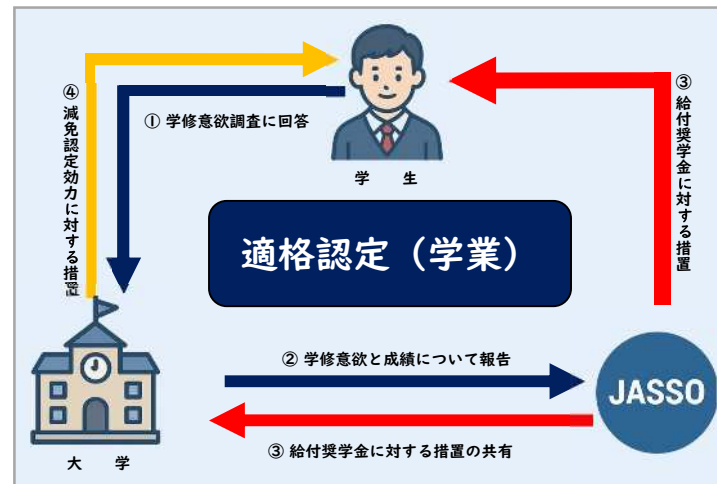 ① 学修意欲調査に回答
学 生
③ 給付奨学金に対する措置
④ 減免認定効力に対する措置
適格認定（学業）
② 学修意欲と成績について報告
JASSO
③ 給付奨学金に対する措置の共有
大 学